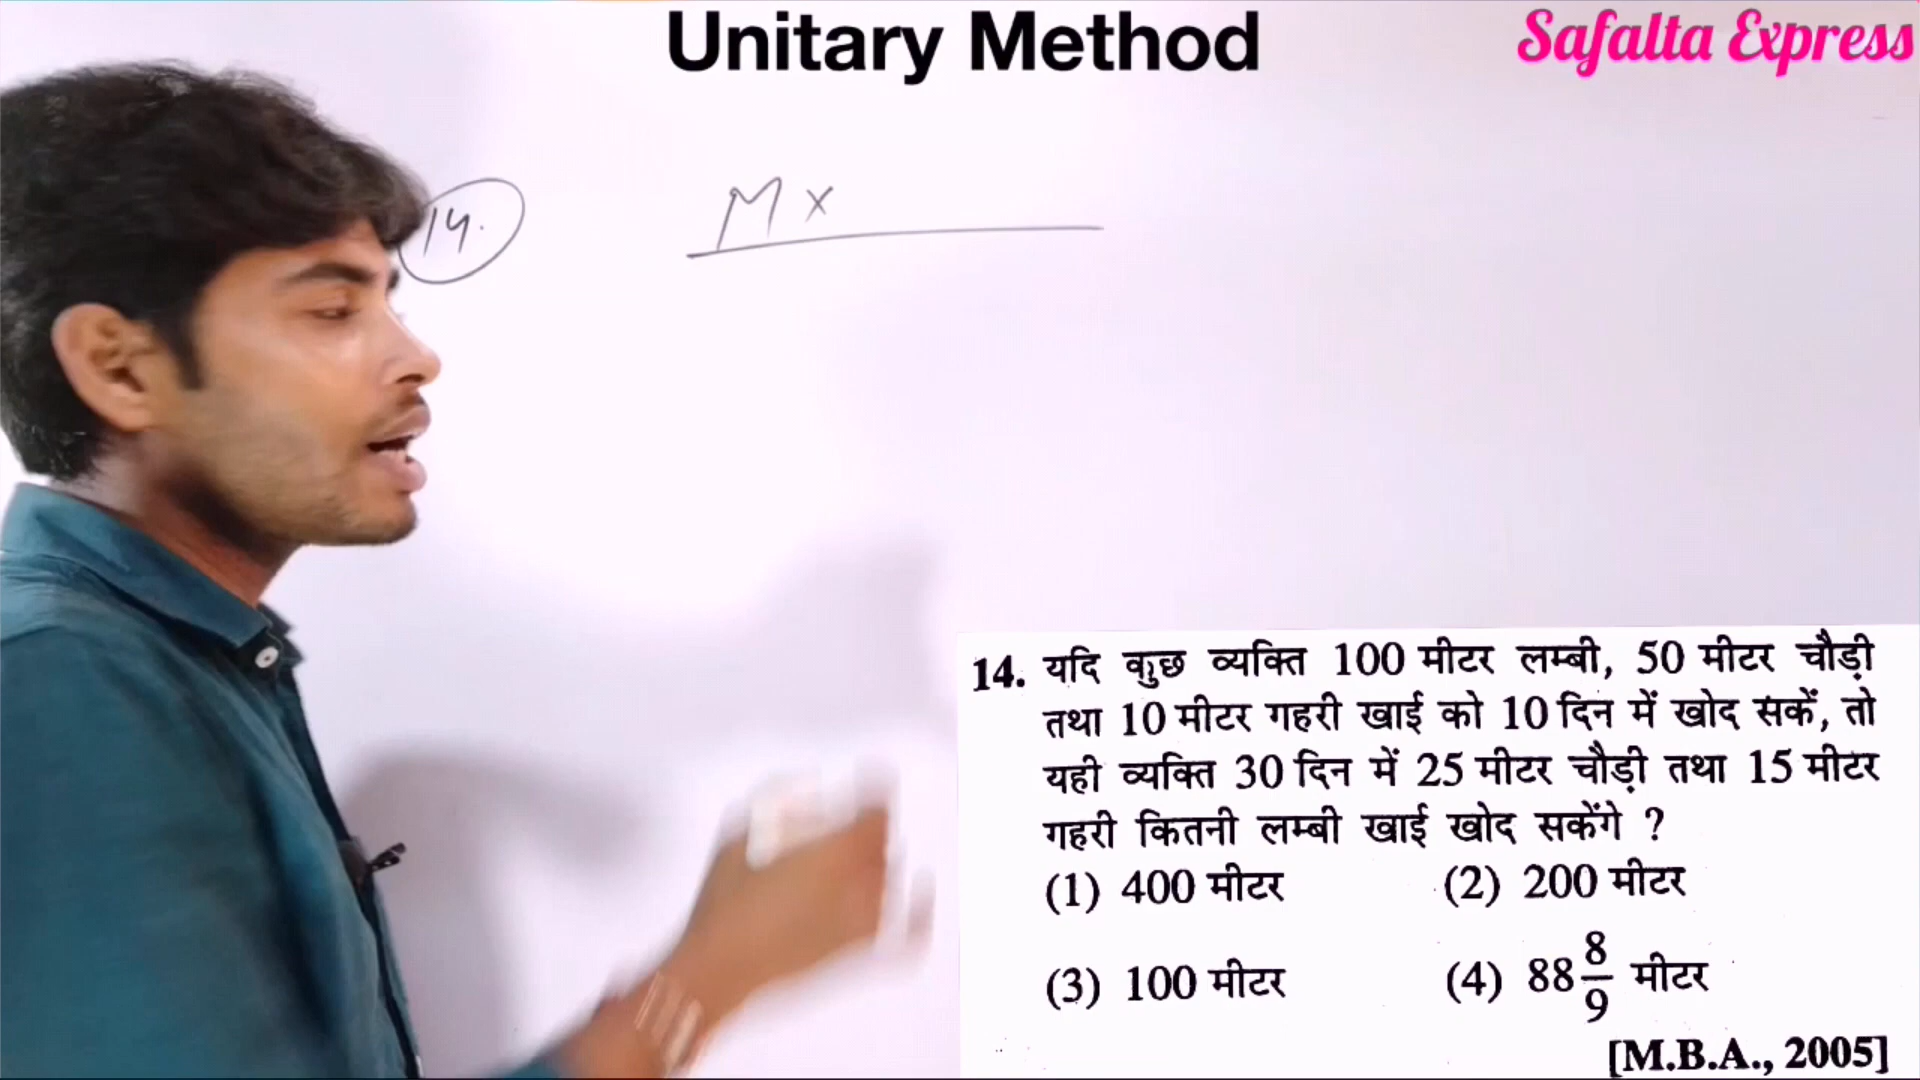 Unitary Method
Safalta Express
14.
M ×
14. यदि कुछ व्यक्ति 100 मीटर लम्बी, 50 मीटर चौड़ी
तथा 10 मीटर गहरी खाई को 10 दिन में खोद सकें, तो
यही व्यक्ति 30 दिन में 25 मीटर चौड़ी तथा 15 मीटर
गहरी कितनी लम्बी खाई खोद सकेंगे ?
(1) 400 मीटर (2) 200 मीटर
(3) 100 मीटर (4) 88 8/9 मीटर
[M.B.A., 2005]